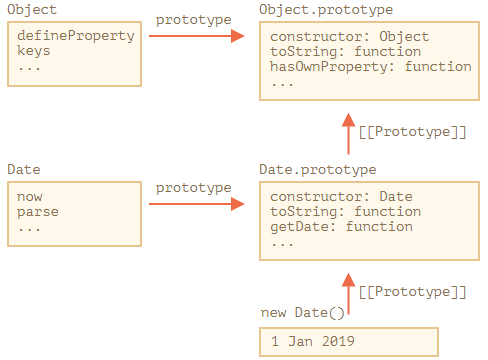 Object
defineProperty
keys
...
prototype
Object.prototype
constructor: Object
toString: function
hasOwnProperty: function
...
[[Prototype]]
Date
now
parse
...
prototype
Date.prototype
constructor: Date
toString: function
getDate: function
...
[[Prototype]]
new Date()
1 Jan 2019